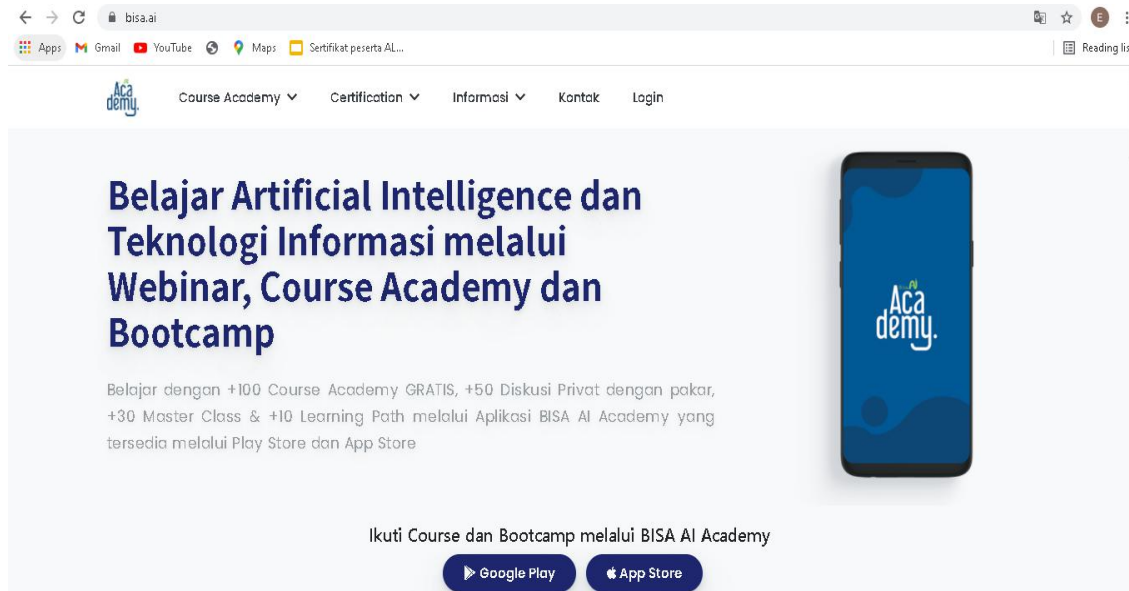 bisa.ai
E
Apps Gmail YouTube Maps Sertifikat peserta AL... Reading lis
Aca demy. Course Academy Certification Informasi Kontak Login
Belajar Artificial Intelligence dan
Teknologi Informasi melalui
Webinar, Course Academy dan
Bootcamp
Aca
demy.
Belajar dengan +100 Course Academy GRATIS, +50 Diskusi Privat dengan pakar,
+30 Master Class & +10 Learning Path melalui Aplikasi BISA AI Academy yang
tersedia melalui Play Store dan App Store
Ikuti Course dan Bootcamp melalui BISA AI Academy
Google Play App Store